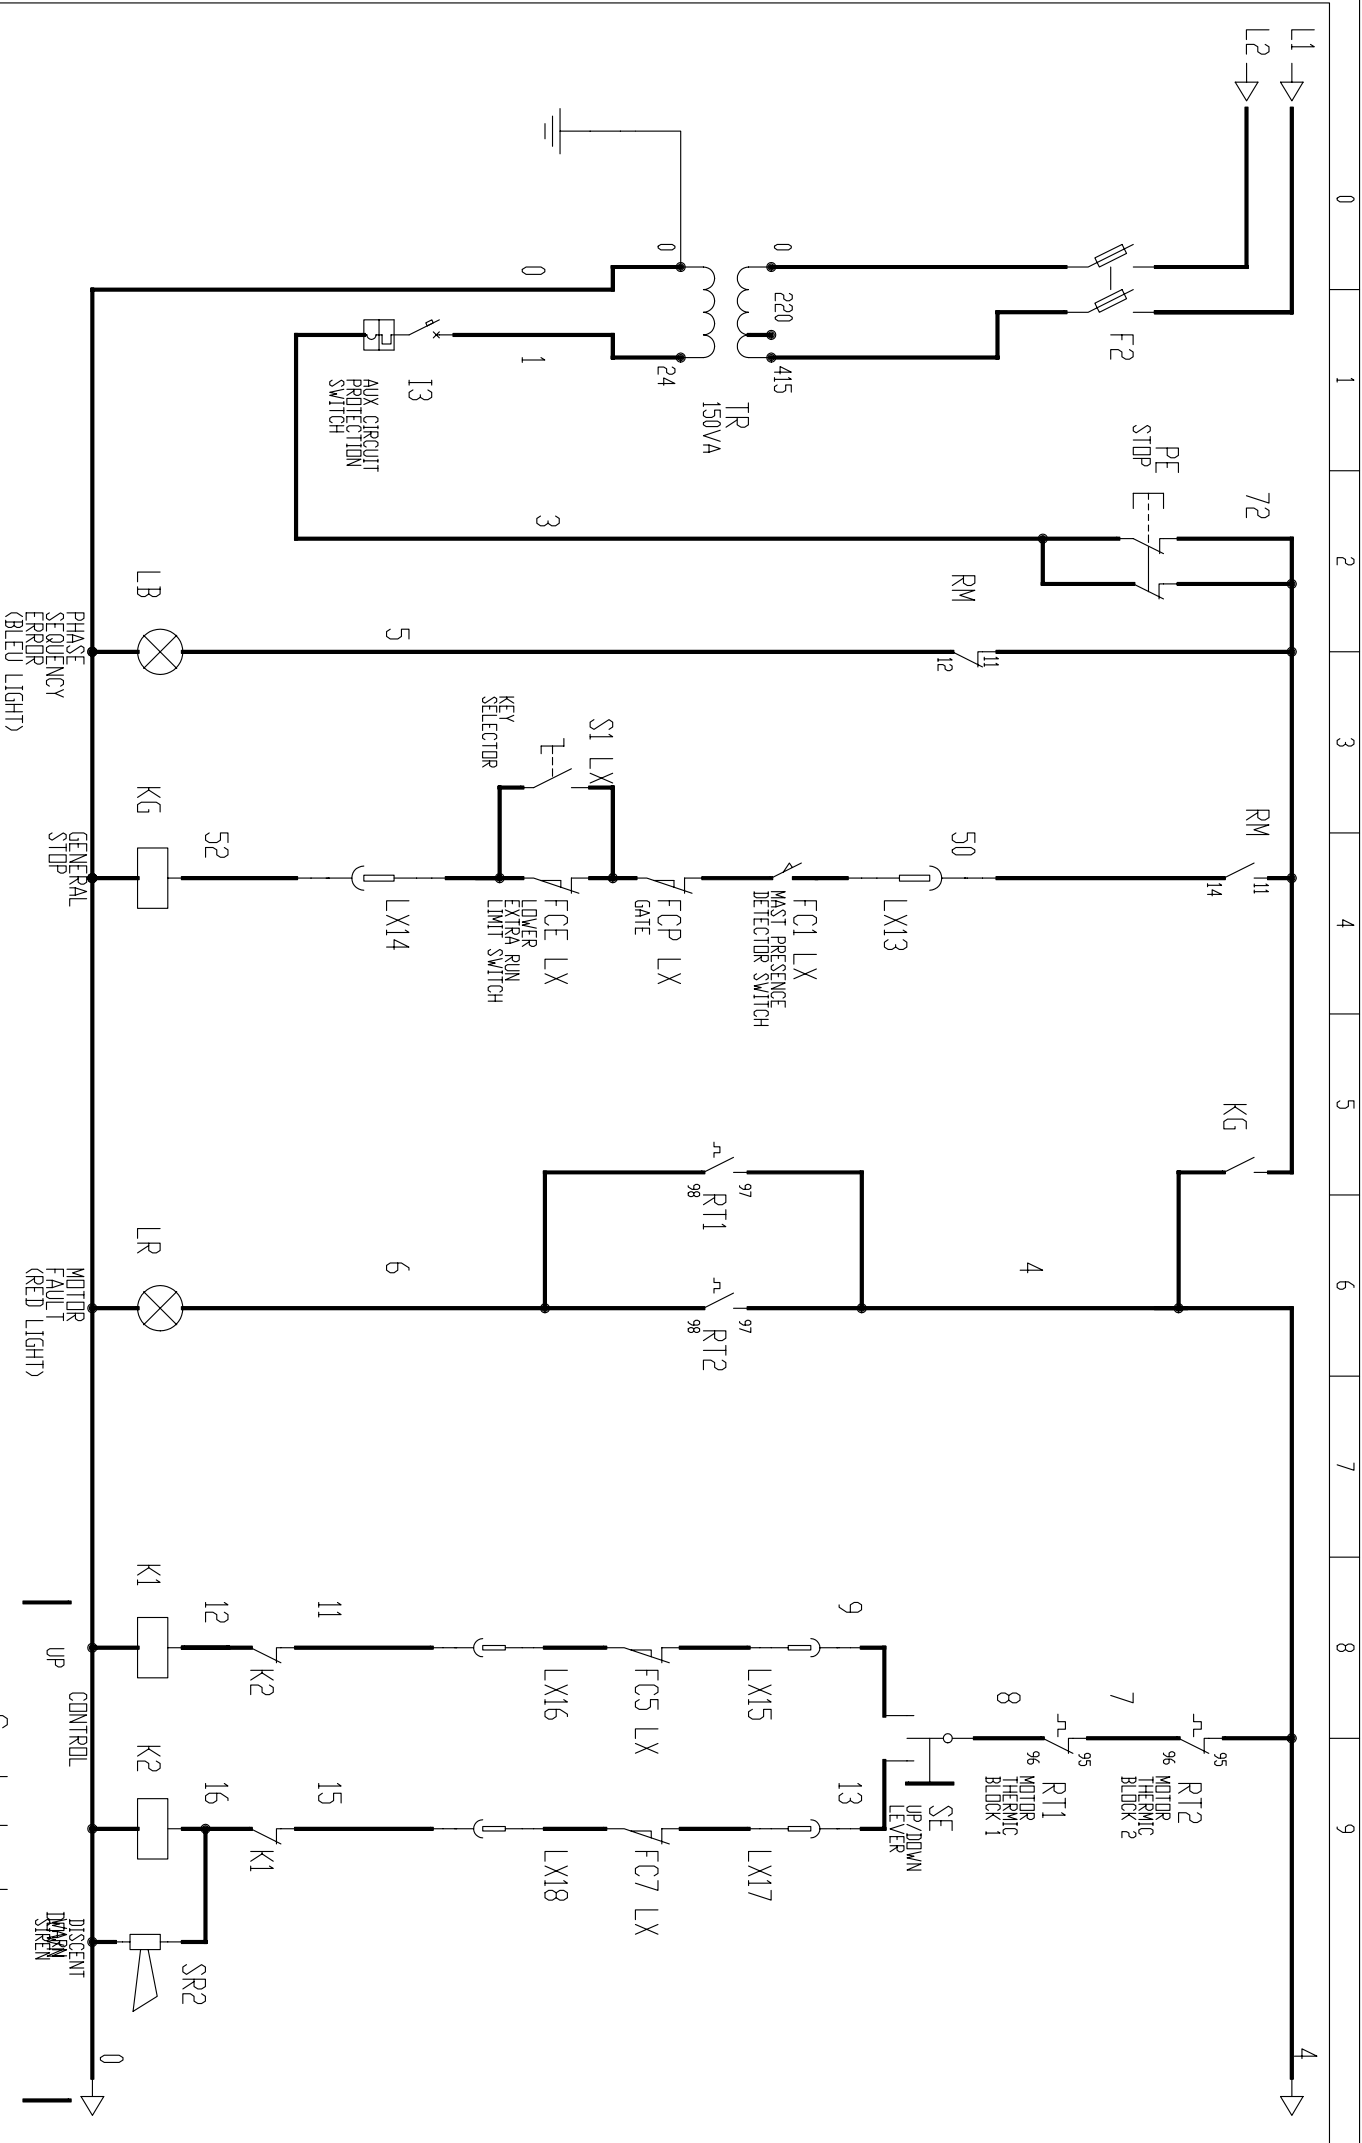 0
1
2
3
4
5
6
7
8
9
L1
L2
F2
0
220
415
TR
150VA
0
24
0
1
I3
AUX CIRCUIT
PROTECTION
SWITCH
PE
STOP
72
3
RM
11
12
5
LB
PHASE
SEQUENCY
ERROR
(BLEU LIGHT)
RM
11
14
50
LX13
FC1 LX
MAST PRESENCE
DETECTOR SWITCH
FCP LX
GATE
S1 LX
KEY
SELECTOR
FCE LX
LOWER
EXTRA RUN
LIMIT SWITCH
LX14
52
KG
GENERAL
STOP
KG
4
97
RT1
98
97
RT2
98
6
LR
MOTOR
FAULT
(RED LIGHT)
95
RT2
96
MOTOR
THERMIC
BLOCK 2
7
95
RT1
96
MOTOR
THERMIC
BLOCK 1
8
SE
UP/DOWN
LEVER
9
LX15
FC5 LX
LX16
11
K2
12
K1
UP
CONTROL
13
LX17
FC7 LX
LX18
15
K1
16
K2
SR2
DISCENT
SIREN
4
0